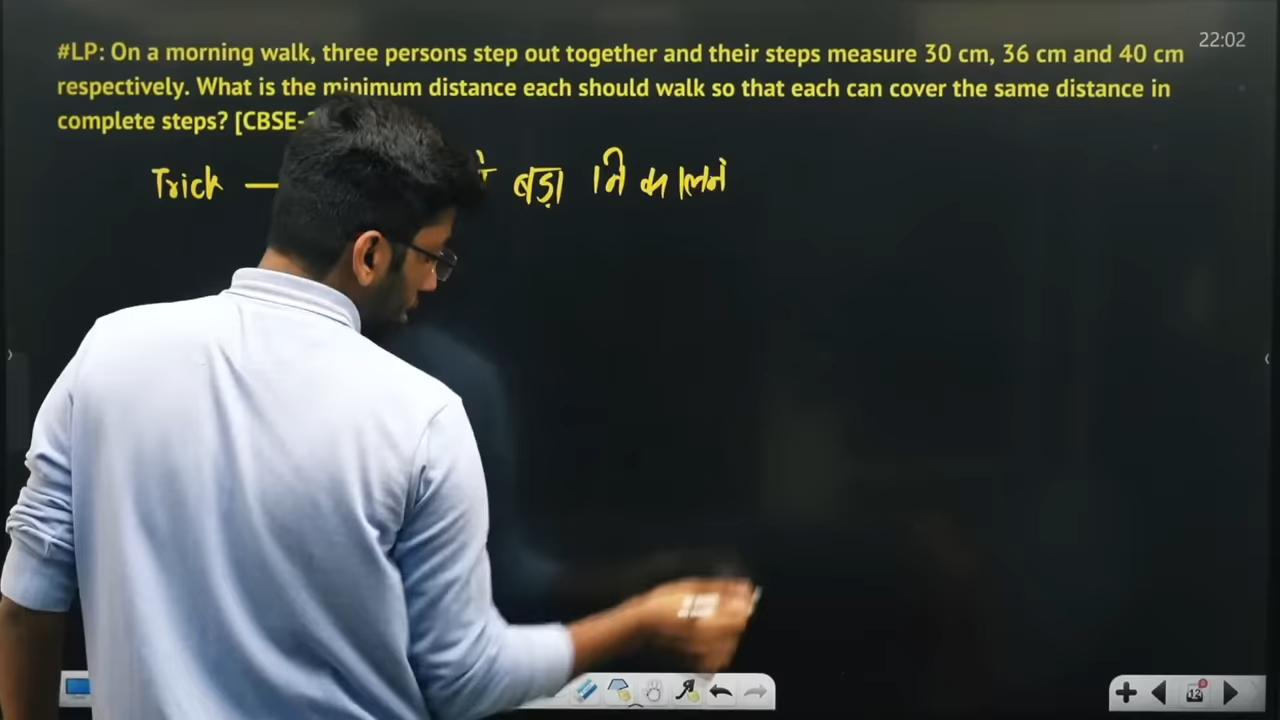 22:02
#LP: On a morning walk, three persons step out together and their steps measure 30 cm, 36 cm and 40 cm
respectively. What is the minimum distance each should walk so that each can cover the same distance in
complete steps? [CBSE-
Trick — बड़ा निकालने
12